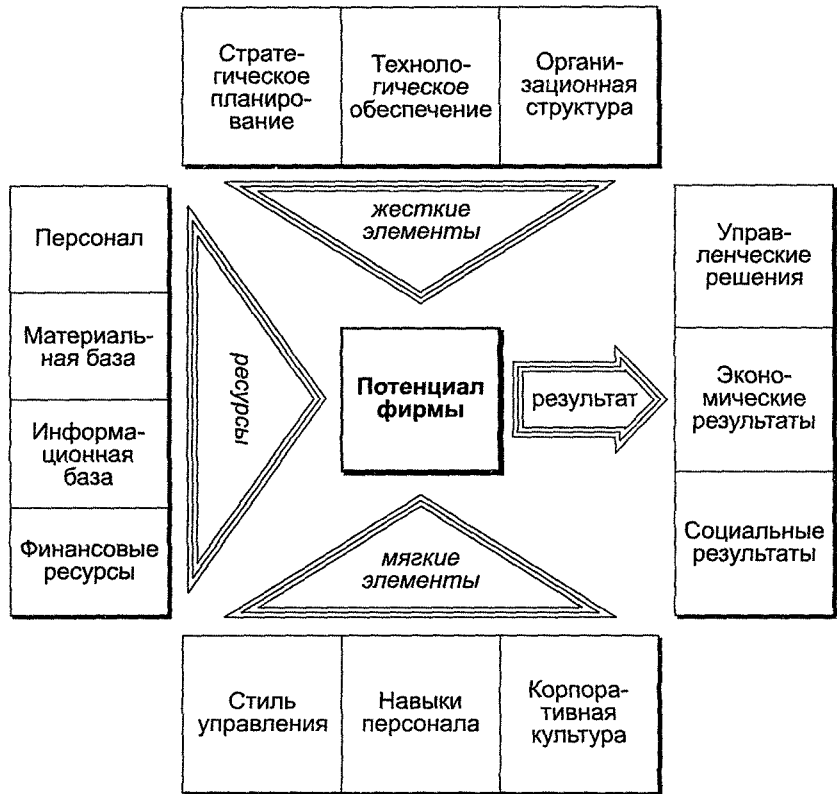 Страте-
гическое
планиро-
вание
Техноло-
гическое
обеспечение
Органи-
зационная
структура
жесткие
элементы
Персонал
Материаль-
ная база
Информа-
ционная
база
Финансовые
ресурсы
ресурсы
Потенциал
фирмы
результат
Управ-
ленческие
решения
Эконо-
мические
результаты
Социальные
результаты
мягкие
элементы
Стиль
управления
Навыки
персонала
Корпора-
тивная
культура